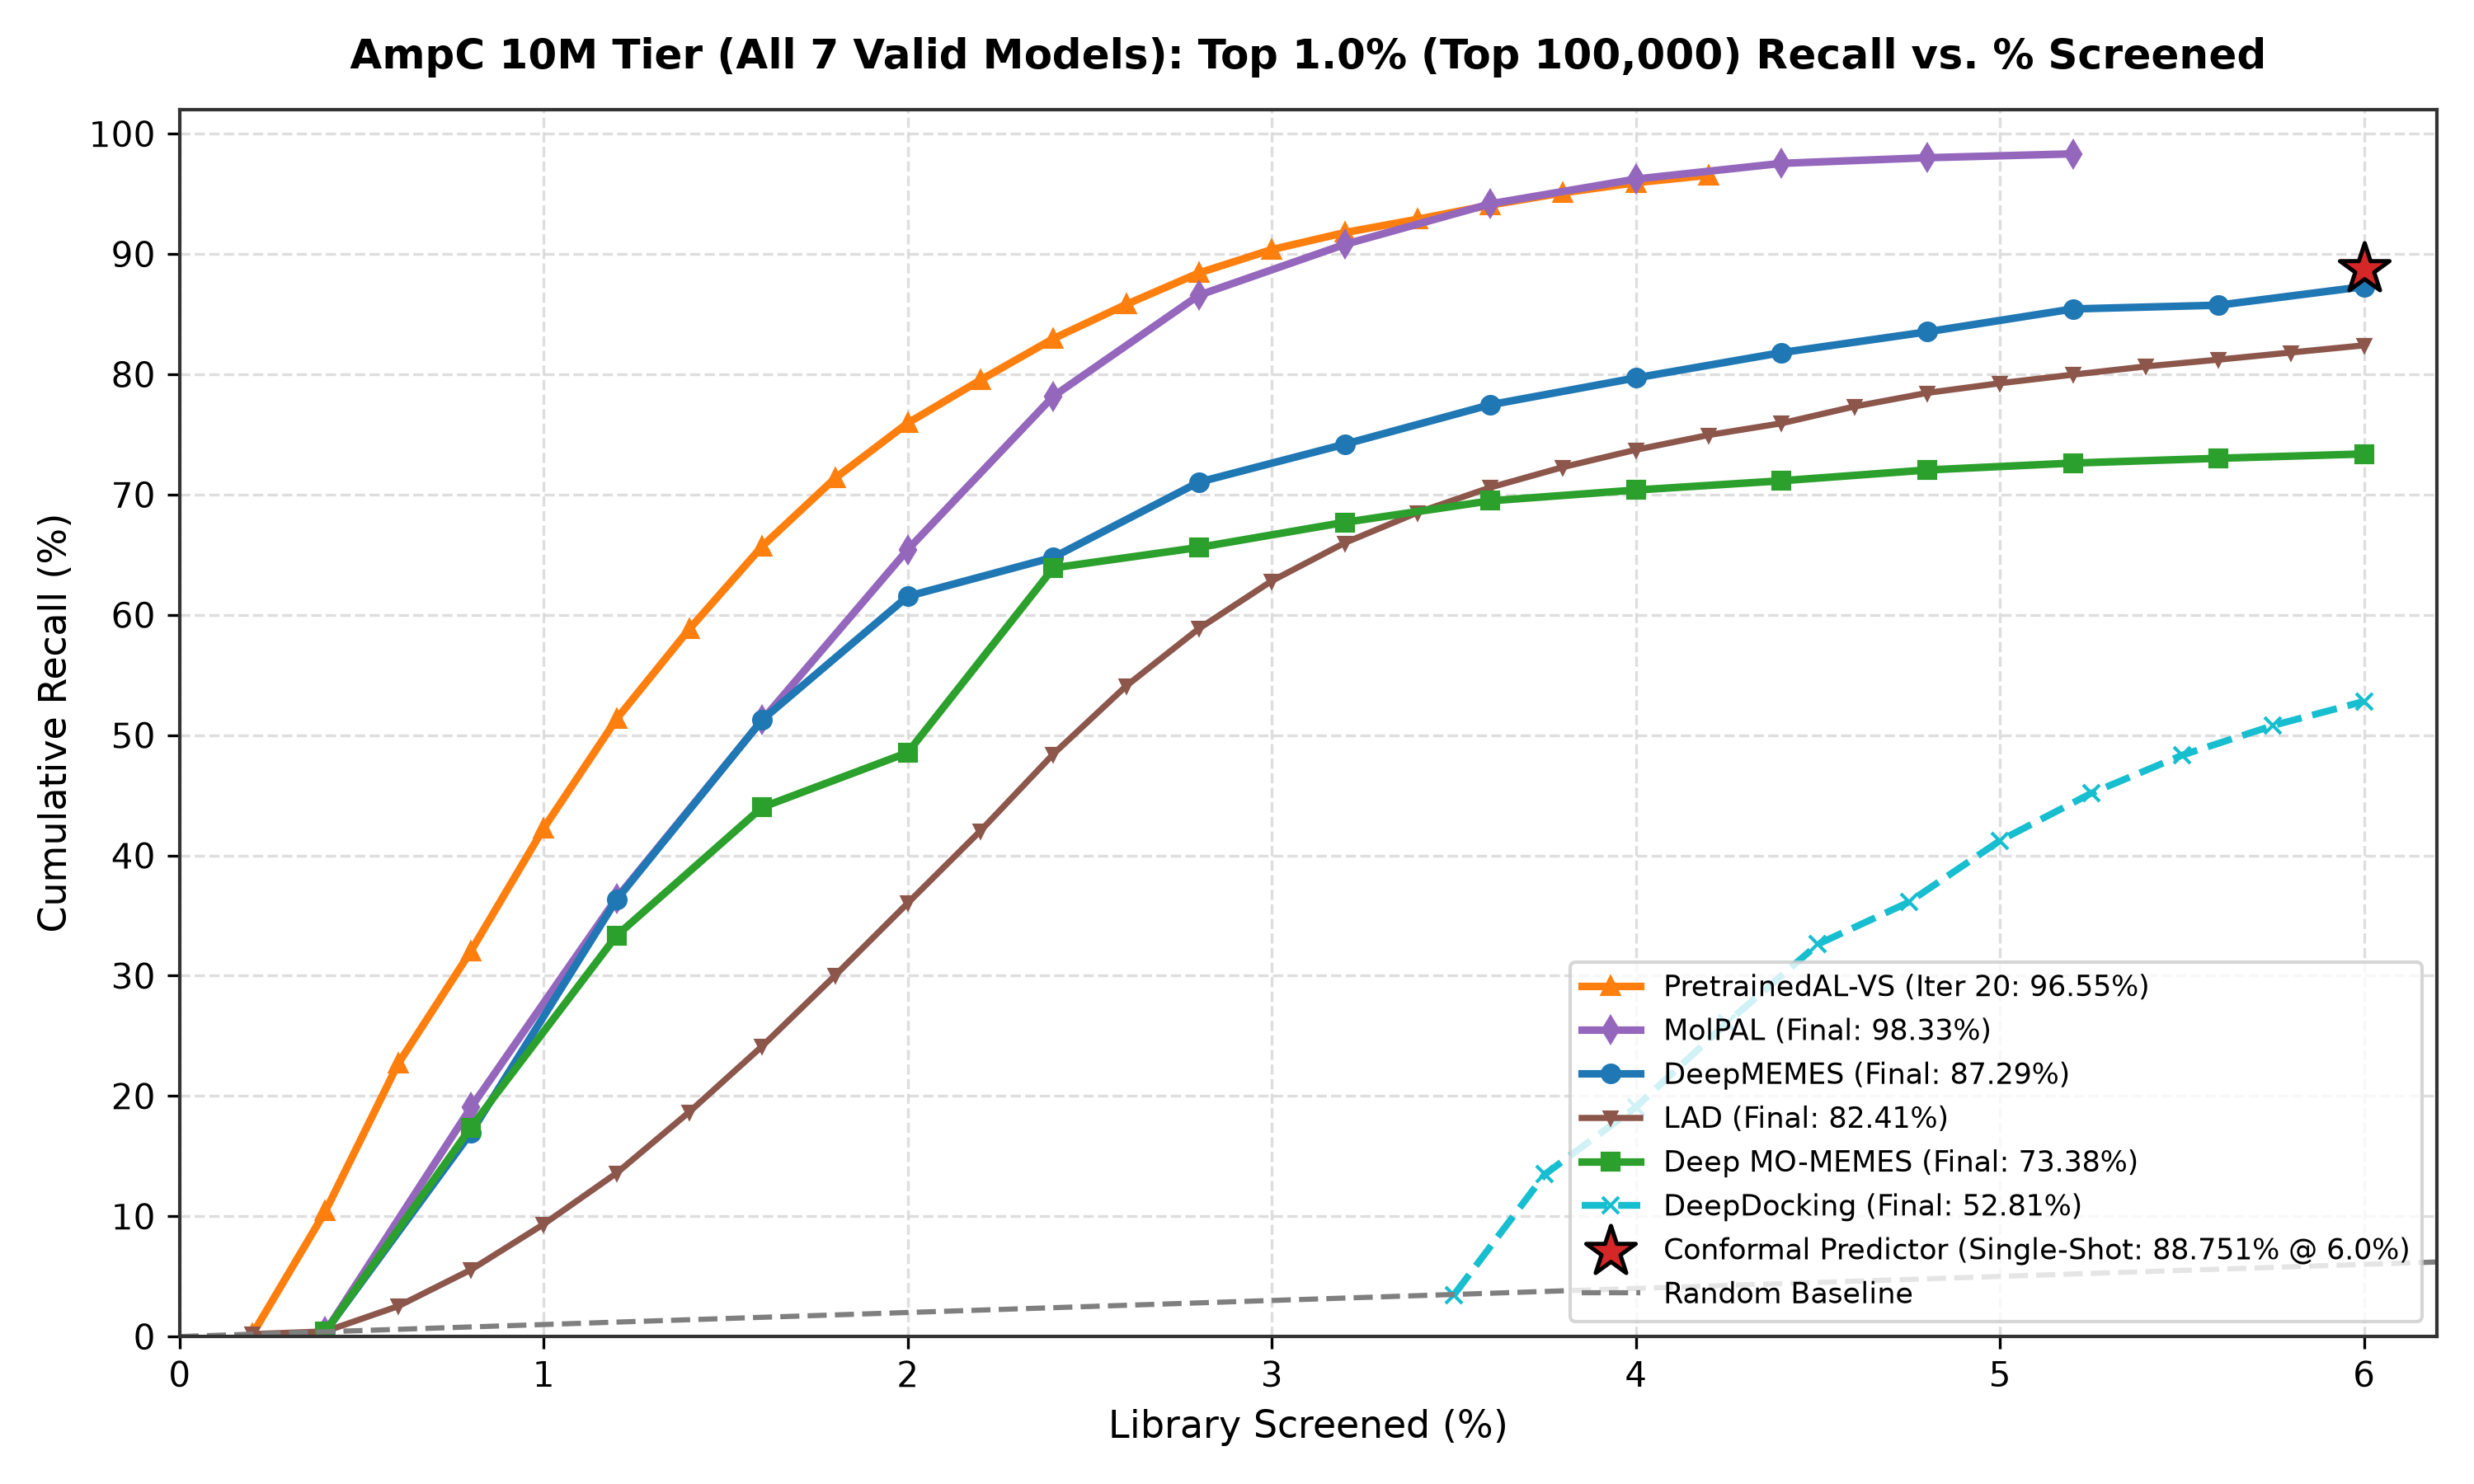 AmpC 10M Tier (All 7 Valid Models): Top 1.0% (Top 100,000) Recall vs. % Screened
Cumulative Recall (%)
100
90
80
70
60
50
40
30
20
10
0
0 1 2 3 4 5 6
Library Screened (%)
PretrainedAL-VS (Iter 20: 96.55%)
MolPAL (Final: 98.33%)
DeepMEMES (Final: 87.29%)
LAD (Final: 82.41%)
Deep MO-MEMES (Final: 73.38%)
DeepDocking (Final: 52.81%)
Conformal Predictor (Single-Shot: 88.751% @ 6.0%)
Random Baseline